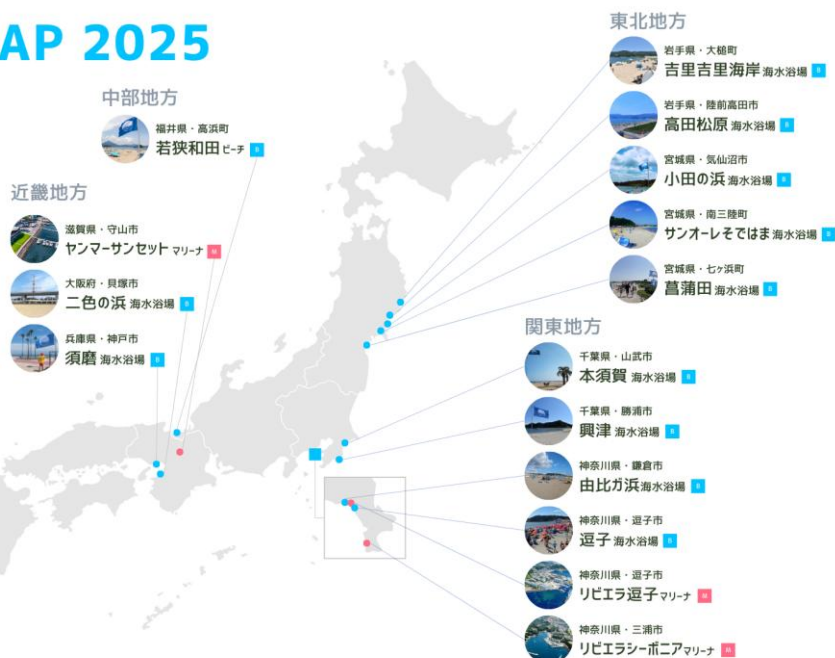 AP 2025
中部地方
福井県・高浜町
若狭和田 ビーチ B
近畿地方
滋賀県・守山市
ヤンマーサンセット マリーナ M
大阪府・貝塚市
二色の浜 海水浴場 B
兵庫県・神戸市
須磨 海水浴場 B
東北地方
岩手県・大槌町
吉里吉里海岸 海水浴場 B
岩手県・陸前高田市
高田松原 海水浴場 B
宮城県・気仙沼市
小田の浜 海水浴場 B
宮城県・南三陸町
サンオーレそではま 海水浴場 B
宮城県・七ヶ浜町
菖蒲田 海水浴場 B
関東地方
千葉県・山武市
本須賀 海水浴場 B
千葉県・勝浦市
興津 海水浴場 B
神奈川県・鎌倉市
由比ガ浜 海水浴場 B
神奈川県・逗子市
逗子 海水浴場 B
神奈川県・逗子市
リビエラ逗子 マリーナ M
神奈川県・三浦市
リビエラシーボニア マリーナ M